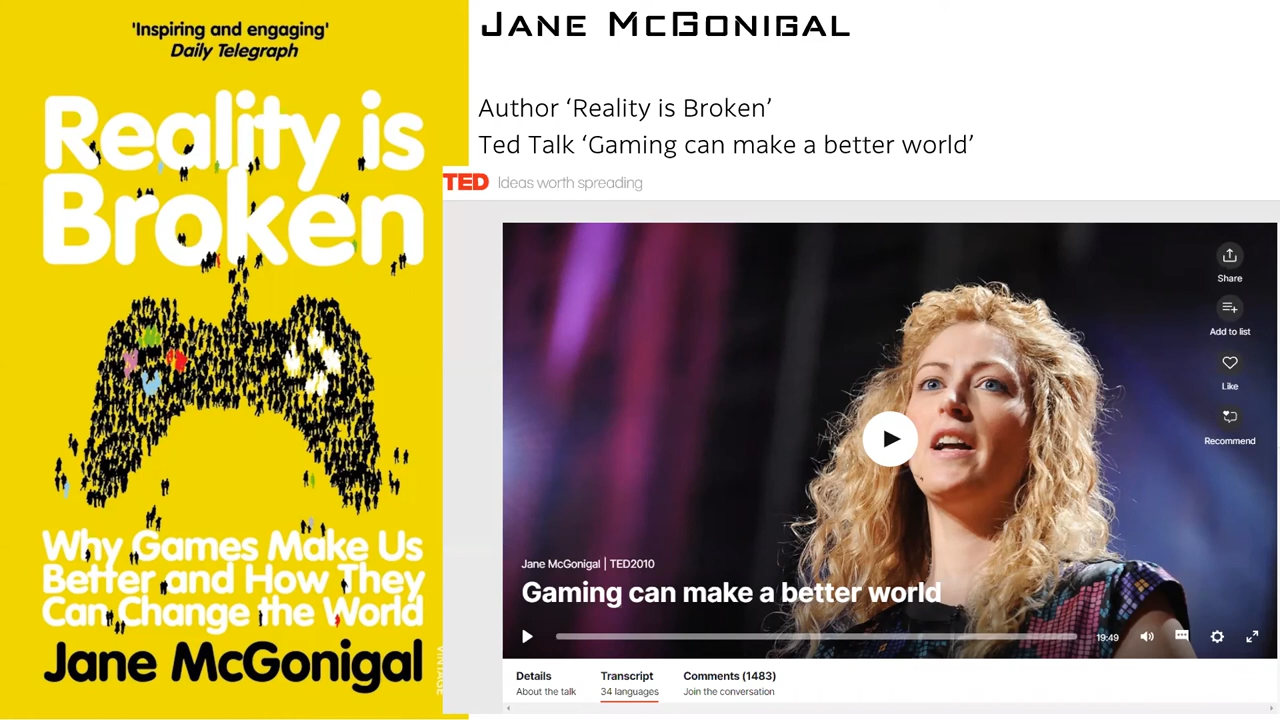 'Inspiring and engaging'
Daily Telegraph
Reality is
Broken
Why Games Make Us
Better and How They
Can Change the World
Jane McGonigal
VINTAGE
Jane McGonigal
Author ‘Reality is Broken’
Ted Talk ‘Gaming can make a better world’
TED Ideas worth spreading
Share
Add to list
Like
Recommend
Jane McGonigal | TED2010
Gaming can make a better world
19:49
Details
About the talk
Transcript
34 languages
Comments (1483)
Join the conversation